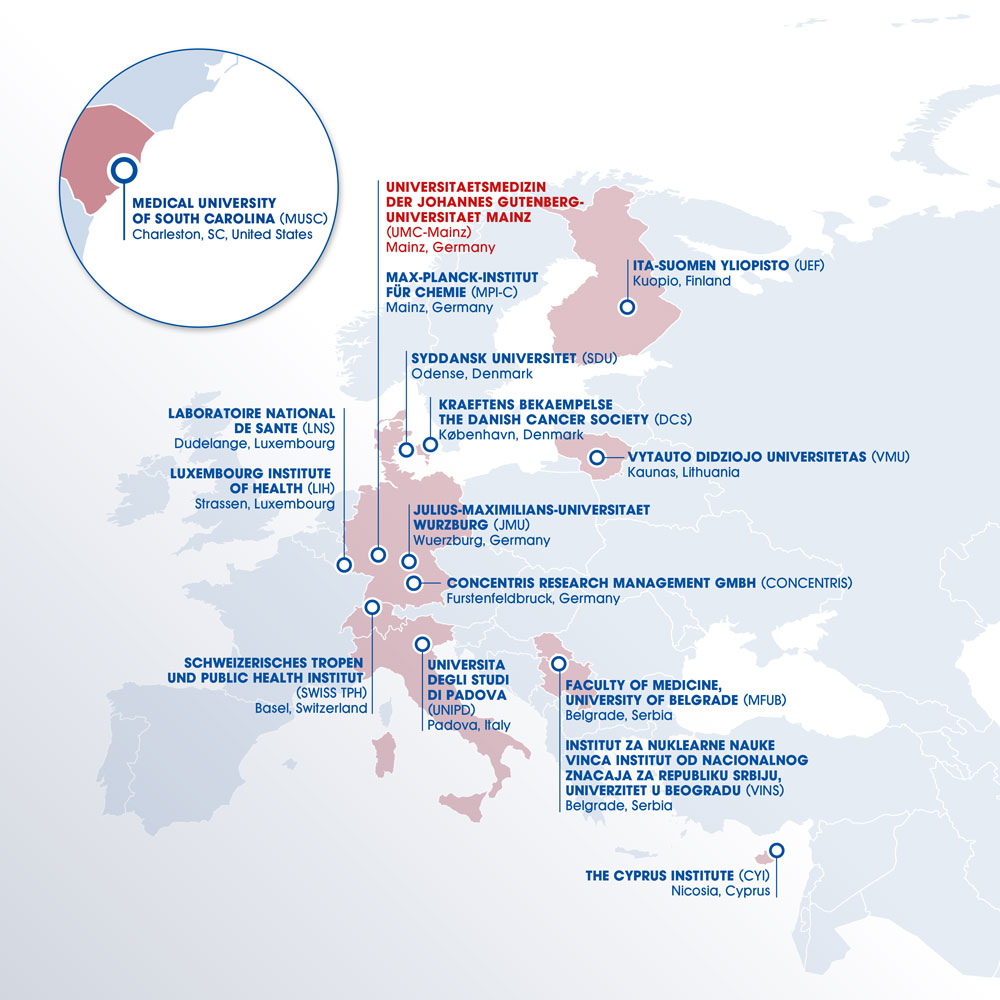 MEDICAL UNIVERSITY
OF SOUTH CAROLINA (MUSC)
Charleston, SC, United States
UNIVERSITAETSMEDIZIN
DER JOHANNES GUTENBERG-
UNIVERSITAET MAINZ
(UMC-Mainz)
Mainz, Germany
MAX-PLANCK-INSTITUT
FÜR CHEMIE (MPI-C)
Mainz, Germany
ITA-SUOMEN YLIOPISTO (UEF)
Kuopio, Finland
SYDDANSK UNIVERSITET (SDU)
Odense, Denmark
KRAEFTENS BEKAEMPELSE
THE DANISH CANCER SOCIETY (DCS)
København, Denmark
LABORATOIRE NATIONAL
DE SANTE (LNS)
Dudelange, Luxembourg
LUXEMBOURG INSTITUTE
OF HEALTH (LIH)
Strassen, Luxembourg
VYTAUTO DIDZIOJO UNIVERSITETAS (VMU)
Kaunas, Lithuania
JULIUS-MAXIMILIANS-UNIVERSITAET
WURZBURG (JMU)
Wuerzburg, Germany
CONCENTRIS RESEARCH MANAGEMENT GMBH (CONCENTRIS)
Furstenfeldbruck, Germany
SCHWEIZERISCHES TROPEN
UND PUBLIC HEALTH INSTITUT
(SWISS TPH)
Basel, Switzerland
UNIVERSITA
DEGLI STUDI
DI PADOVA
(UNIPD)
Padova, Italy
FACULTY OF MEDICINE,
UNIVERSITY OF BELGRADE (MFUB)
Belgrade, Serbia
INSTITUT ZA NUKLEARNE NAUKE
VINCA INSTITUT OD NACIONALNOG
ZNACAJA ZA REPUBLIKU SRBIJU,
UNIVERZITET U BEOGRADU (VINS)
Belgrade, Serbia
THE CYPRUS INSTITUTE (CYI)
Nicosia, Cyprus